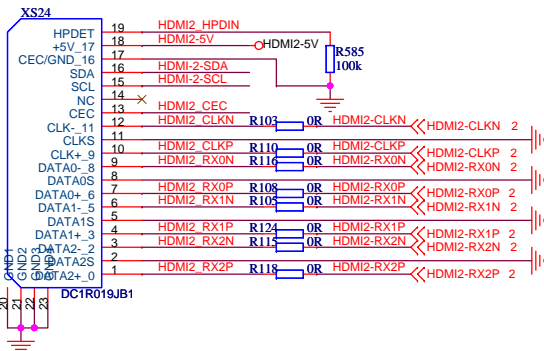 XS24
HPDET 19 HDMI2_HPDIN
+5V_17 18 HDMI2-5V HDMI2-5V
R585
100k
CEC/GND_16 17
SDA 16 HDMI-2-SDA
SCL 15 HDMI-2-SCL
NC 14
CEC 13 HDMI2_CEC
CLK-_11 12 HDMI2_CLKN R103 0R HDMI2-CLKN HDMI2-CLKN 2
CLKS 11
CLK+_9 10 HDMI2_CLKP R110 0R HDMI2-CLKP HDMI2-CLKP 2
DATA0-_8 9 HDMI2_RX0N R116 0R HDMI2-RX0N HDMI2-RX0N 2
DATA0S 8
DATA0+_6 7 HDMI2_RX0P R108 0R HDMI2-RX0P HDMI2-RX0P 2
DATA1-_5 6 HDMI2_RX1N R105 0R HDMI2-RX1N HDMI2-RX1N 2
DATA1S 5
DATA1+_3 4 HDMI2_RX1P R124 0R HDMI2-RX1P HDMI2-RX1P 2
DATA2-_2 3 HDMI2_RX2N R115 0R HDMI2-RX2N HDMI2-RX2N 2
DATA2S 2
DATA2+_0 1 HDMI2_RX2P R118 0R HDMI2-RX2P HDMI2-RX2P 2
GND1 GND2 GND3
DC1R019JB1
20 21 22 23